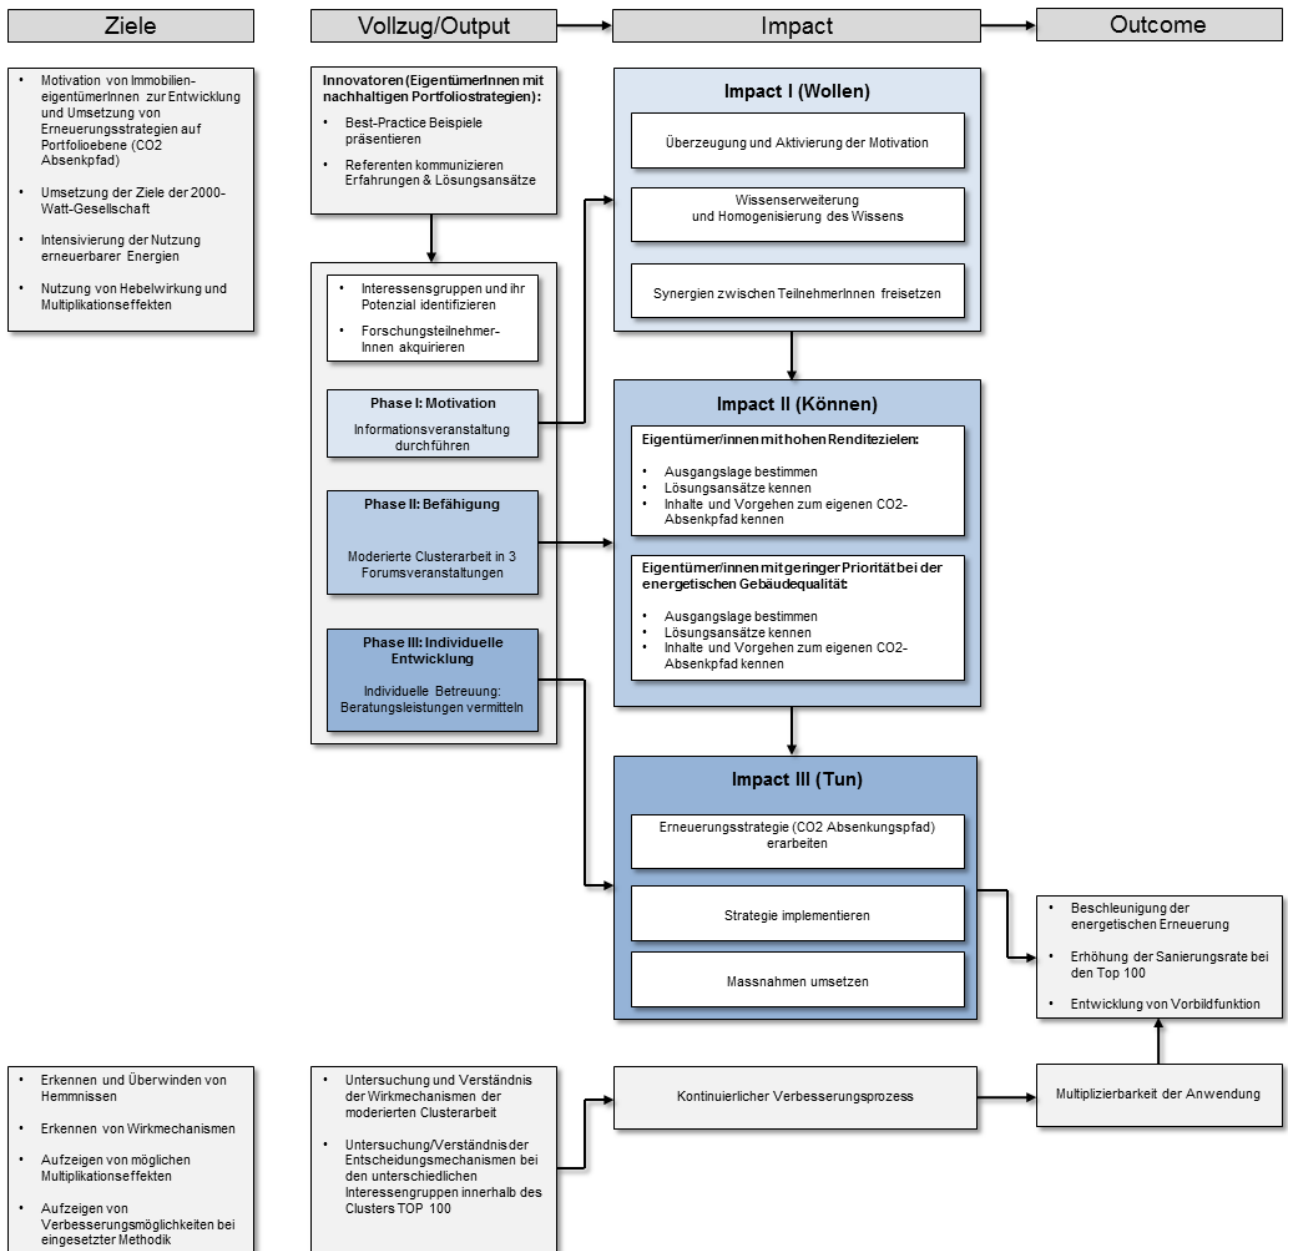 Ziele
Vollzug/Output
Impact
Outcome
• Motivation von Immobilien-
eigentümerInnen zur Entwicklung
und Umsetzung von
Erneuerungsstrategien auf
Portfolioebene (CO2
Absenkpfad)
• Umsetzung der Ziele der 2000-
Watt-Gesellschaft
• Intensivierung der Nutzung
erneuerbarer Energien
• Nutzung von Hebelwirkung und
Multiplikationseffekten
Innovatoren (EigentümerInnen mit
nachhaltigen Portfoliostrategien):
• Best-Practice Beispiele
präsentieren
• Referenten kommunizieren
Erfahrungen & Lösungsansätze
• Interessensgruppen und ihr
Potenzial identifizieren
• Forschungsteilnehmer-
Innen akquirieren
Phase I: Motivation
Informationsveranstaltung
durchführen
Phase II: Befähigung
Moderierte Clusterarbeit in 3
Forumsveranstaltungen
Phase III: Individuelle
Entwicklung
Individuelle Betreuung:
Beratungsleistungen vermitteln
Impact I (Wollen)
Überzeugung und Aktivierung der Motivation
Wissenserweiterung
und Homogenisierung des Wissens
Synergien zwischen TeilnehmerInnen freisetzen
Impact II (Können)
Eigentümer/innen mit hohen Renditezielen:
• Ausgangslage bestimmen
• Lösungsansätze kennen
• Inhalte und Vorgehen zum eigenen CO2-
Absenkpfad kennen
Eigentümer/innen mit geringer Priorität bei der
energetischen Gebäudequalität:
• Ausgangslage bestimmen
• Lösungsansätze kennen
• Inhalte und Vorgehen zum eigenen CO2-
Absenkpfad kennen
Impact III (Tun)
Erneuerungsstrategie (CO2 Absenkungspfad)
erarbeiten
Strategie implementieren
Massnahmen umsetzen
• Beschleunigung der
energetischen Erneuerung
• Erhöhung der Sanierungsrate bei
den Top 100
• Entwicklung von Vorbildfunktion
• Erkennen und Überwinden von
Hemmnissen
• Erkennen von Wirkmechanismen
• Aufzeigen von möglichen
Multiplikationseffekten
• Aufzeigen von
Verbesserungsmöglichkeiten bei
eingesetzter Methodik
• Untersuchung und Verständnis
der Wirkmechanismen der
moderierten Clusterarbeit
• Untersuchung/Verständnis der
Entscheidungsmechanismen bei
den unterschiedlichen
Interessengruppen innerhalb des
Clusters TOP 100
Kontinuierlicher Verbesserungsprozess
Multiplizierbarkeit der Anwendung